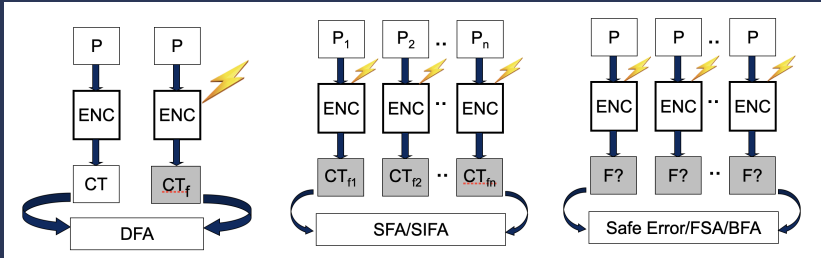 P P
ENC ENC
CT CTf
DFA
P1 P2 .. Pn
ENC ENC .. ENC
CTf1 CTf2 .. CTfn
SFA/SIFA
P P .. P
ENC ENC .. ENC
F? F? .. F?
Safe Error/FSA/BFA